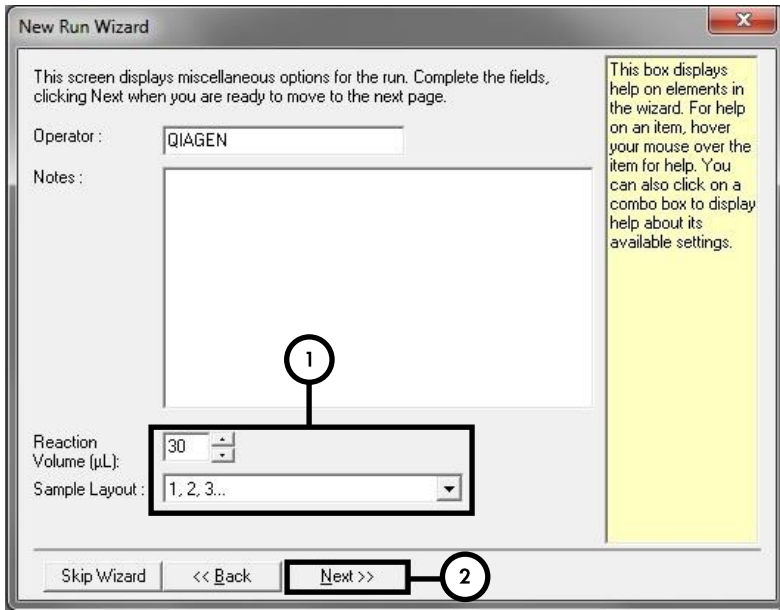 New Run Wizard
This screen displays miscellaneous options for the run. Complete the fields,
clicking Next when you are ready to move to the next page.
Operator :
QIAGEN
Notes :
Reaction
Volume (µL):
30
Sample Layout :
1, 2, 3...
Skip Wizard
<< Back
Next >>
This box displays
help on elements in
the wizard. For help
on an item, hover
your mouse over the
item for help. You
can also click on a
combo box to display
help about its
available settings.
1
2